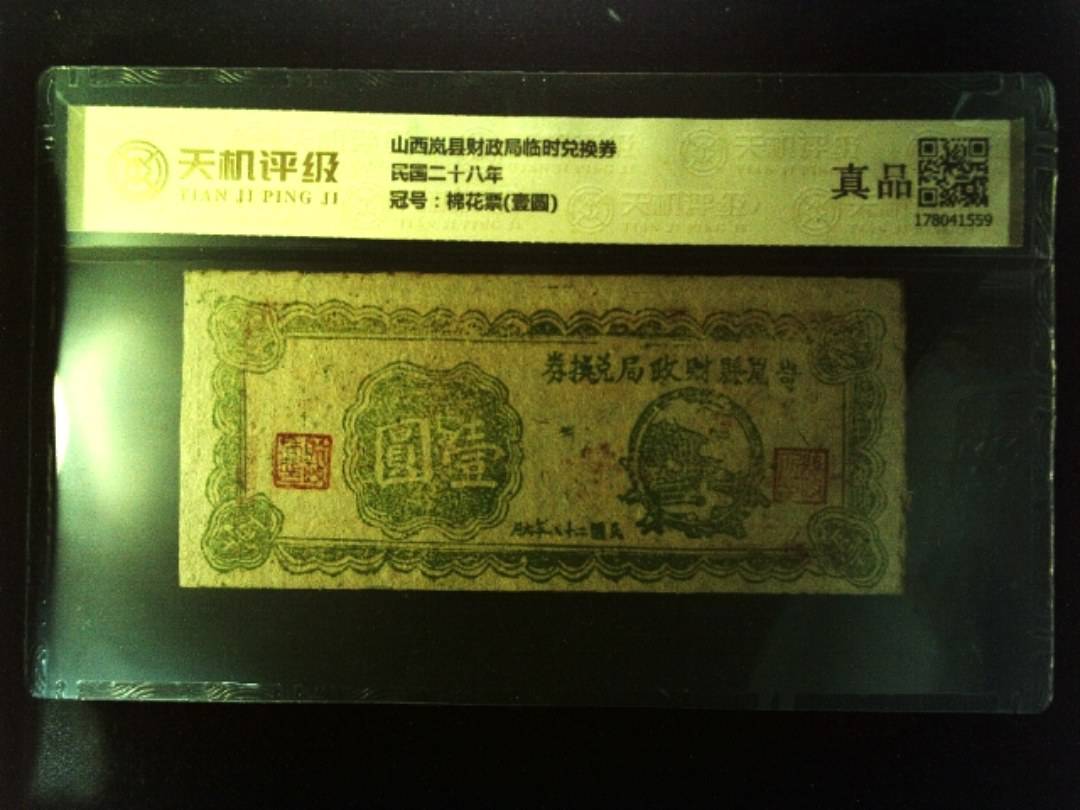 天机评级
TIAN JI PING JI
山西岚县财政局临时兑换券
民国二十八年
冠号：棉花票(壹圆)
真品
178041559
券換兌局政財縣嵐
圓壹
民國二十八年